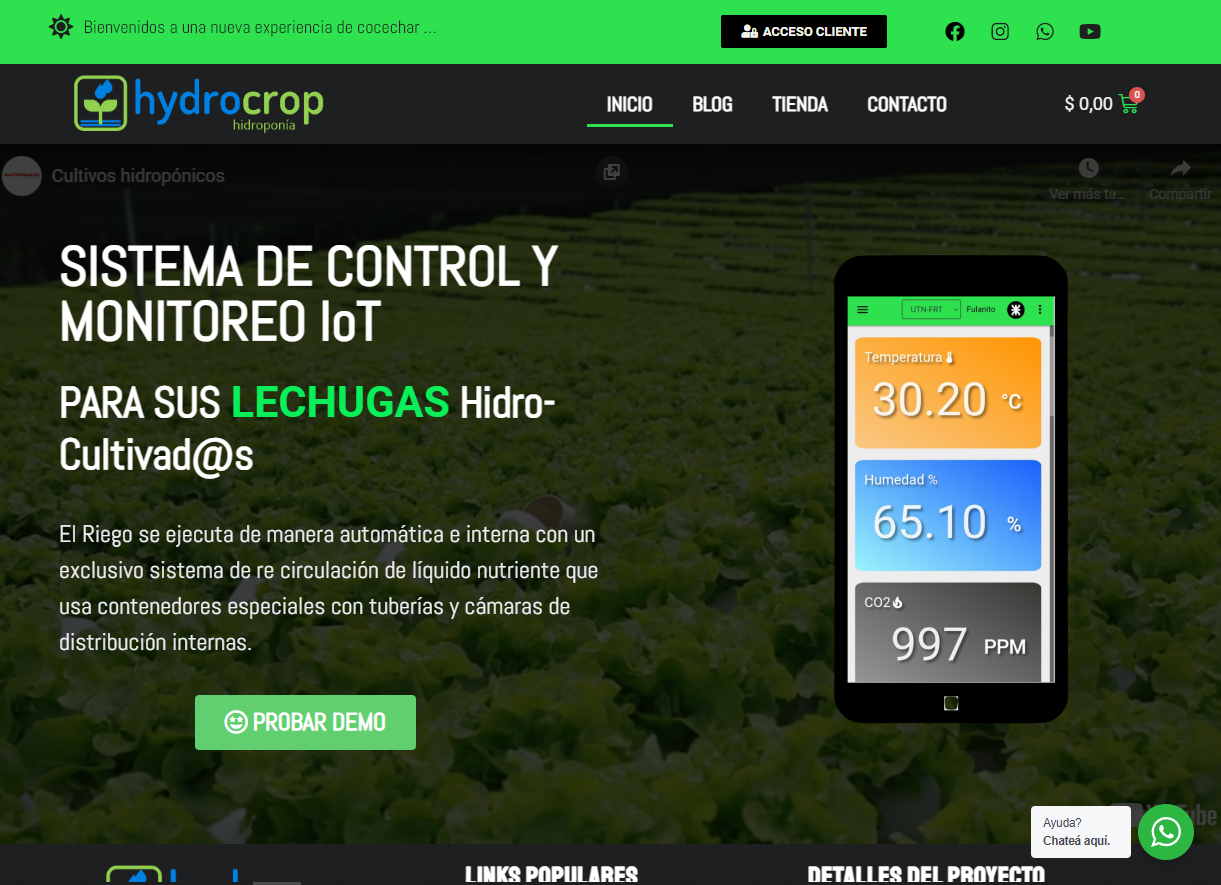 Bienvenidos a una nueva experiencia de cocechar ...
ACCESO CLIENTE
hydrocrop
hidroponía
INICIO
BLOG
TIENDA
CONTACTO
$ 0,00
0
Cultivos hidropónicos
Ver más ta...
Compartir
SISTEMA DE CONTROL Y
MONITOREO IoT
PARA SUS LECHUGAS Hidro-
Cultivad@s
El Riego se ejecuta de manera automática e interna con un
exclusivo sistema de re circulación de líquido nutriente que
usa contenedores especiales con tuberías y cámaras de
distribución internas.
PROBAR DEMO
UTN-FRT
Fulanito
Temperatura
30.20 °C
Humedad %
65.10 %
CO2
997 PPM
YouTube
Ayuda?
Chateá aquí.
LINKS POPULARES
DETALLES DEL PROYECTO